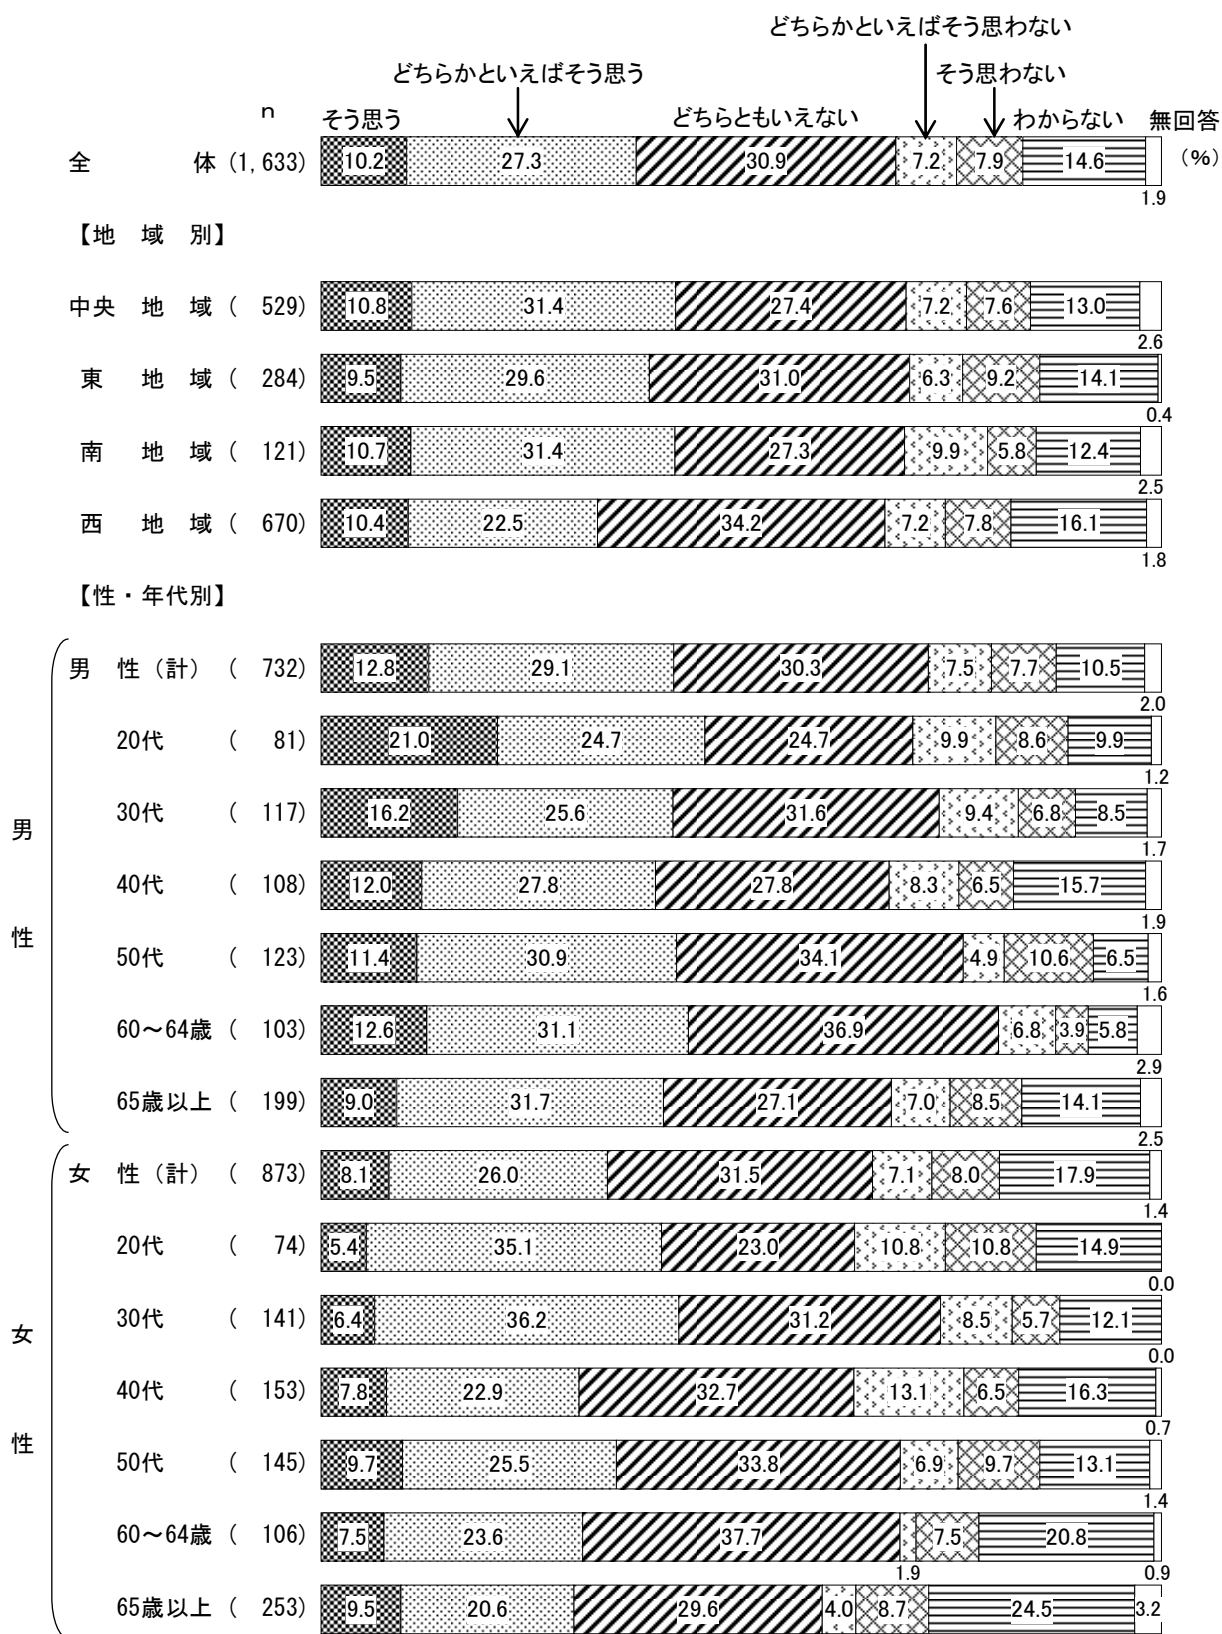 どちらかといえばそう思わない
どちらかといえばそう思う そう思わない
n そう思う どちらともいえない わからない 無回答
全 体 (1,633) 10.2 27.3 30.9 7.2 7.9 14.6 (%)
1.9
【地 域 別】
中央 地 域 ( 529) 10.8 31.4 27.4 7.2 7.6 13.0
2.6
東 地 域 ( 284) 9.5 29.6 31.0 6.3 9.2 14.1
0.4
南 地 域 ( 121) 10.7 31.4 27.3 9.9 5.8 12.4
2.5
西 地 域 ( 670) 10.4 22.5 34.2 7.2 7.8 16.1
1.8
【性・年代別】
男 性 (計) ( 732) 12.8 29.1 30.3 7.5 7.7 10.5
2.0
20代 ( 81) 21.0 24.7 24.7 9.9 8.6 9.9
1.2
30代 ( 117) 16.2 25.6 31.6 9.4 6.8 8.5
男
1.7
40代 ( 108) 12.0 27.8 27.8 8.3 6.5 15.7
1.9
性
50代 ( 123) 11.4 30.9 34.1 4.9 10.6 6.5
1.6
60～64歳 ( 103) 12.6 31.1 36.9 6.8 3.9 5.8
2.9
65歳以上 ( 199) 9.0 31.7 27.1 7.0 8.5 14.1
2.5
女 性 (計) ( 873) 8.1 26.0 31.5 7.1 8.0 17.9
1.4
20代 ( 74) 5.4 35.1 23.0 10.8 10.8 14.9
0.0
30代 ( 141) 6.4 36.2 31.2 8.5 5.7 12.1
女
0.0
40代 ( 153) 7.8 22.9 32.7 13.1 6.5 16.3
0.7
性
50代 ( 145) 9.7 25.5 33.8 6.9 9.7 13.1
1.4
60～64歳 ( 106) 7.5 23.6 37.7 7.5 20.8
1.9 0.9
65歳以上 ( 253) 9.5 20.6 29.6 4.0 8.7 24.5 3.2